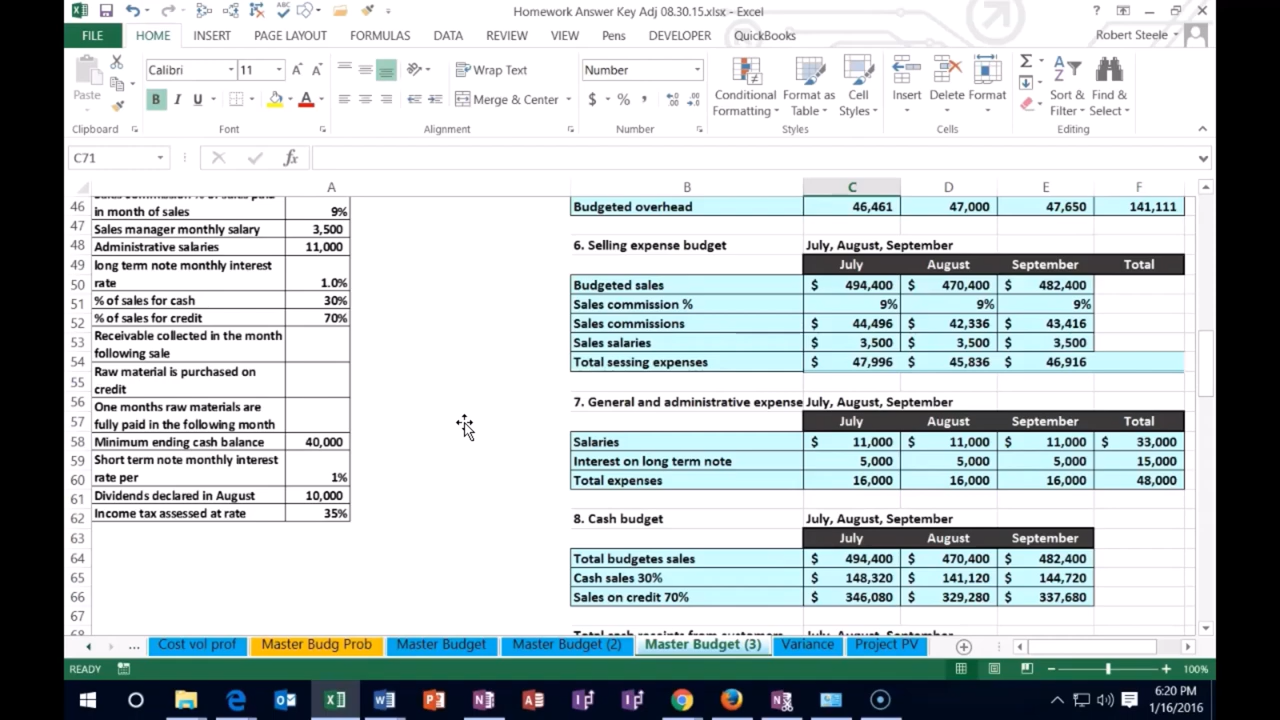 Homework Answer Key Adj 08.30.15.xlsx - Excel
FILE HOME INSERT PAGE LAYOUT FORMULAS DATA REVIEW VIEW Pens DEVELOPER QuickBooks Robert Steele
Calibri 11 Wrap Text Number
Paste B I U Merge & Center $ % , Conditional Formatting Format as Table Cell Styles Insert Delete Format Sort & Filter Find & Select
Clipboard Font Alignment Number Styles Cells Editing
C71 fx
A B C D E F
46 in month of sales 9% Budgeted overhead 46,461 47,000 47,650 141,111
47 Sales manager monthly salary 3,500
48 Administrative salaries 11,000 6. Selling expense budget July, August, September
49 long term note monthly interest July August September Total
50 rate 1.0% Budgeted sales $ 494,400 $ 470,400 $ 482,400
51 % of sales for cash 30% Sales commission % 9% 9% 9%
52 % of sales for credit 70% Sales commissions $ 44,496 $ 42,336 $ 43,416
53 Receivable collected in the month following sale Sales salaries $ 3,500 $ 3,500 $ 3,500
54 Total sessing expenses $ 47,996 $ 45,836 $ 46,916
55 Raw material is purchased on credit
56 One months raw materials are 7. General and administrative expense July, August, September
57 fully paid in the following month July August September Total
58 Minimum ending cash balance 40,000 Salaries $ 11,000 $ 11,000 $ 11,000 $ 33,000
59 Short term note monthly interest Interest on long term note 5,000 5,000 5,000 15,000
60 rate per 1% Total expenses 16,000 16,000 16,000 48,000
61 Dividends declared in August 10,000
62 Income tax assessed at rate 35% 8. Cash budget July, August, September
63 July August September
64 Total budgetes sales $ 494,400 $ 470,400 $ 482,400
65 Cash sales 30% $ 148,320 $ 141,120 $ 144,720
66 Sales on credit 70% $ 346,080 $ 329,280 $ 337,680
67
... Cost vol prof Master Budg Prob Master Budget Master Budget (2) Master Budget (3) Variance Project PV
READY 100%
6:20 PM
1/16/2016